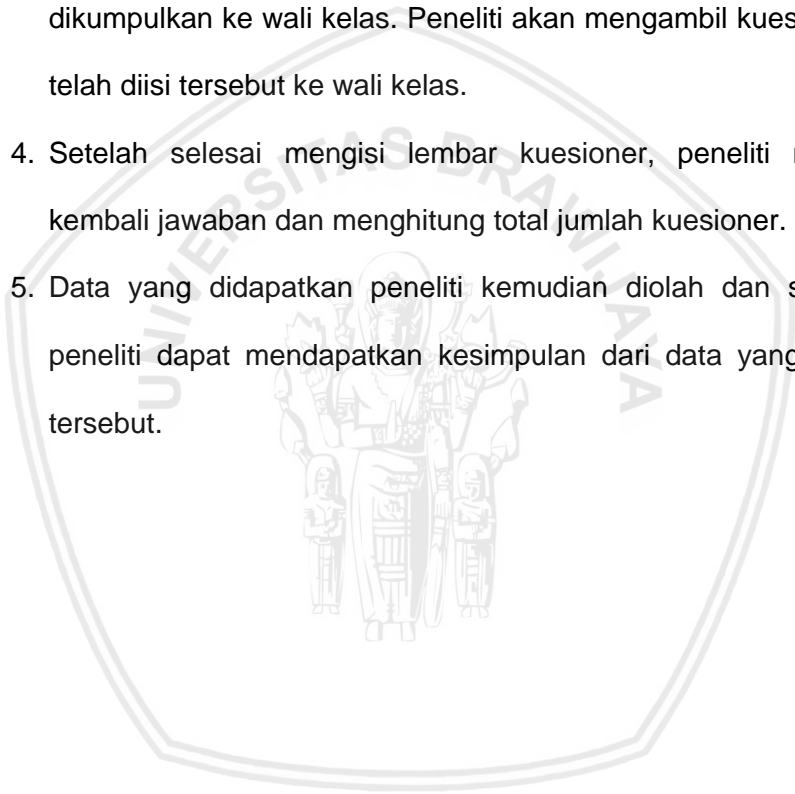 dikumpulkan ke wali kelas. Peneliti akan mengambil kues
telah diisi tersebut ke wali kelas.
4. Setelah selesai mengisi lembar kuesioner, peneliti
kembali jawaban dan menghitung total jumlah kuesioner.
5. Data yang didapatkan peneliti kemudian diolah dan s
peneliti dapat mendapatkan kesimpulan dari data yang
tersebut.
UNIVERSITAS BRAWIJAYA